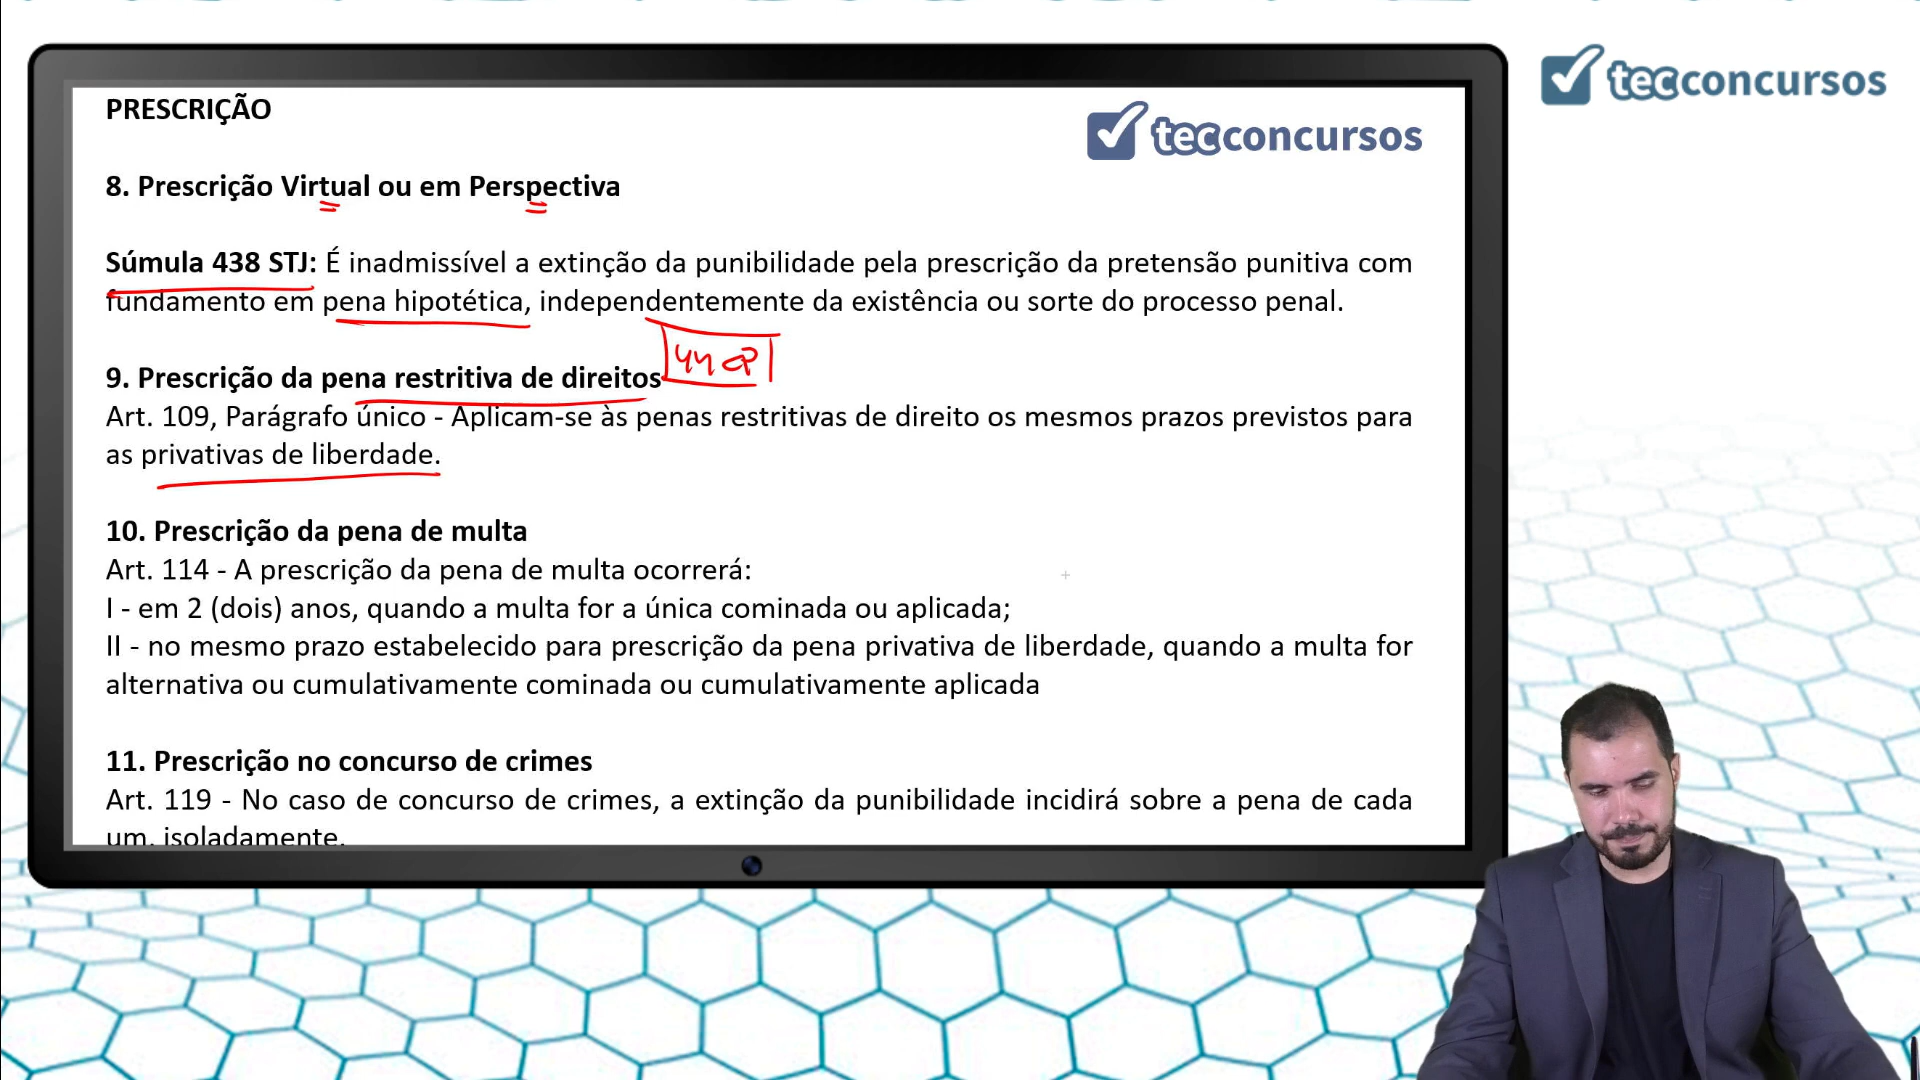 tecconcursos
PRESCRIÇÃO
tecconcursos
8. Prescrição Virtual ou em Perspectiva
Súmula 438 STJ: É inadmissível a extinção da punibilidade pela prescrição da pretensão punitiva com
fundamento em pena hipotética, independentemente da existência ou sorte do processo penal.
44 CP
9. Prescrição da pena restritiva de direitos
Art. 109, Parágrafo único - Aplicam-se às penas restritivas de direito os mesmos prazos previstos para
as privativas de liberdade.
10. Prescrição da pena de multa
Art. 114 - A prescrição da pena de multa ocorrerá:
I - em 2 (dois) anos, quando a multa for a única cominada ou aplicada;
II - no mesmo prazo estabelecido para prescrição da pena privativa de liberdade, quando a multa for
alternativa ou cumulativamente cominada ou cumulativamente aplicada
11. Prescrição no concurso de crimes
Art. 119 - No caso de concurso de crimes, a extinção da punibilidade incidirá sobre a pena de cada
um, isoladamente.